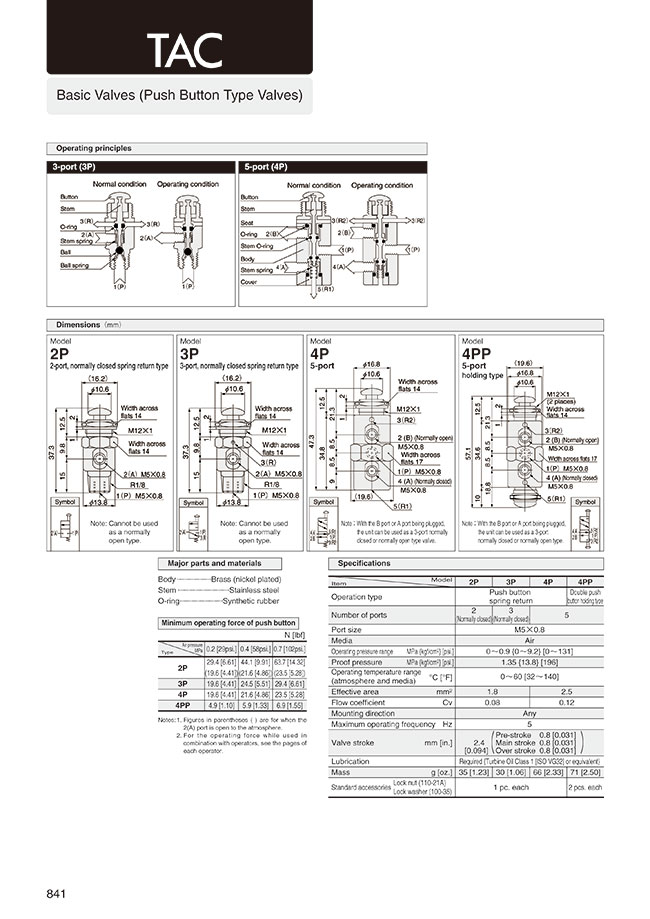 TAC
Basic Valves (Push Button Type Valves)
Operating principles
3-port (3P)
Normal condition Operating condition
Button
Stem
O-ring
Stem spring
Ball
Ball spring
3(R) 3(R)
2(A) 2(A)
1(P) 1(P)
5-port (4P)
Normal condition Operating condition
Button
Stem
Seat
O-ring
Stem O-ring
Body
Stem spring
Cover
3(R2) 3(R2)
2(B) 2(B)
1(P) 1(P)
4(A) 4(A)
5(R1)
Dimensions (mm)
Model
2P
2-port, normally closed spring return type
(16.2)
φ10.6
Width across
flats 14
M12×1
Width across
flats 14
2
12.5
9.8
37.3
15
2(A) M5×0.8
R1/8
1(P) M5×0.8
φ13.8
Symbol
Note: Cannot be used
as a normally
open type.
Model
3P
3-port, normally closed spring return type
(16.2)
φ10.6
Width across
flats 14
M12×1
Width across
flats 14
3(R)
2
12.5
9.8
37.3
15
2(A) M5×0.8
R1/8
1(P) M5×0.8
φ13.8
Symbol
Note: Cannot be used
as a normally
open type.
Model
4P
5-port
φ16.8
φ10.6
Width across
flats 14
M12×1
3(R2)
2 (B) (Normally open)
M5×0.8
Width across
flats 17
1(P) M5×0.8
4 (A) (Normally closed)
M5×0.8
5(R1)
12.5
21.3
2
47.3
34.8
8.5
8.5
9
(19.6)
Symbol
Note : With the B port or A port being plugged,
the unit can be used as a 3-port normally
closed or normally open type valve.
Model
4PP
5-port
holding type
(19.6)
φ16.8
φ10.6
M12×1
(2 places)
Width across
flats 14
3(R2)
2 (B) (Normally open)
M5×0.8
Width across flats 17
1(P) M5×0.8
4 (A) (Normally closed)
M5×0.8
5(R1)
12.5
21.3
2
57.1
34.6
8.5
8.5
10
18.8
Symbol
Note : With the B port or A port being plugged,
the unit can be used as a 3-port
normally closed or normally open type
Major parts and materials
Body Brass (nickel plated)
Stem Stainless steel
O-ring Synthetic rubber
Minimum operating force of push button
N [lbf]
Type Air pressure MPa 0.2 [29psi.] 0.4 [58psi.] 0.7 [102psi.]
2P 29.4 [6.61] 44.1 [9.91] 63.7 [14.32]
(19.6 [4.41]) (21.6 [4.86]) (23.5 [5.28])
3P 19.6 [4.41] 24.5 [5.51] 29.4 [6.61]
4P 19.6 [4.41] 21.6 [4.86] 23.5 [5.28]
4PP 4.9 [1.10] 5.9 [1.33] 6.9 [1.55]
Notes: 1. Figures in parentheses ( ) are for when the
2(A) port is open to the atmosphere.
2. For the operating force while used in
combination with operators, see the pages of
each operator.
Specifications
Item Model 2P 3P 4P 4PP
Operation type Push button spring return Double push button holding type
Number of ports 2 (Normally closed) 3 (Normally closed) 5
Port size M5×0.8
Media Air
Operating pressure range MPa {kgf/cm²} [psi.] 0~0.9 {0~9.2} [0~131]
Proof pressure MPa {kgf/cm²} [psi.] 1.35 {13.8} [196]
Operating temperature range
(atmosphere and media) °C [°F] 0~60 [32~140]
Effective area mm² 1.8 2.5
Flow coefficient Cv 0.08 0.12
Mounting direction Any
Maximum operating frequency Hz 5
Valve stroke mm [in.] 2.4 [0.094]
Pre-stroke 0.8 [0.031]
Main stroke 0.8 [0.031]
Over stroke 0.8 [0.031]
Lubrication Required [Turbine Oil Class 1 (ISO VG32) or equivalent]
Mass g [oz.] 35 [1.23] 30 [1.06] 66 [2.33] 71 [2.50]
Standard accessories Lock nut (110-21A)
Lock washer (100-35) 1 pc. each 2 pcs. each
841